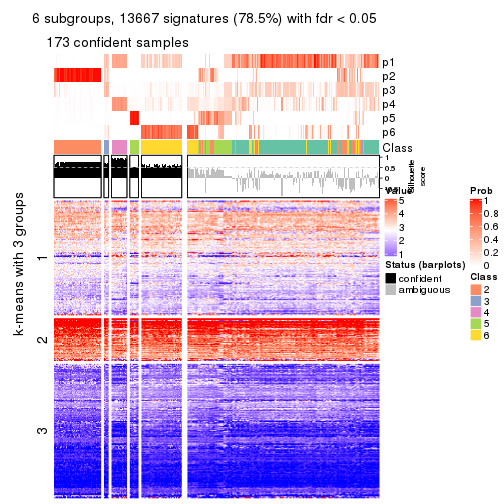 6 subgroups, 13667 signatures (78.5%) with fdr < 0.05
173 confident samples
p1
p2
p3
p4
p5
p6
Class
1
0.5
0
Silhouette
score
k-means with 3 groups
1
2
3
Value
5
4
3
2
1
Status (barplots)
confident
ambiguous
Prob
1
0.8
0.6
0.4
0.2
0
Class
2
3
4
5
6